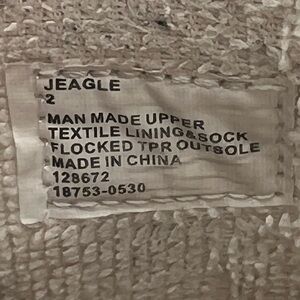 JEAGLE
2
MAN MADE UPPER
TEXTILE LINING&SOCK
FLOCKED TPR OUTSOLE
MADE IN CHINA
128672
18753-0530